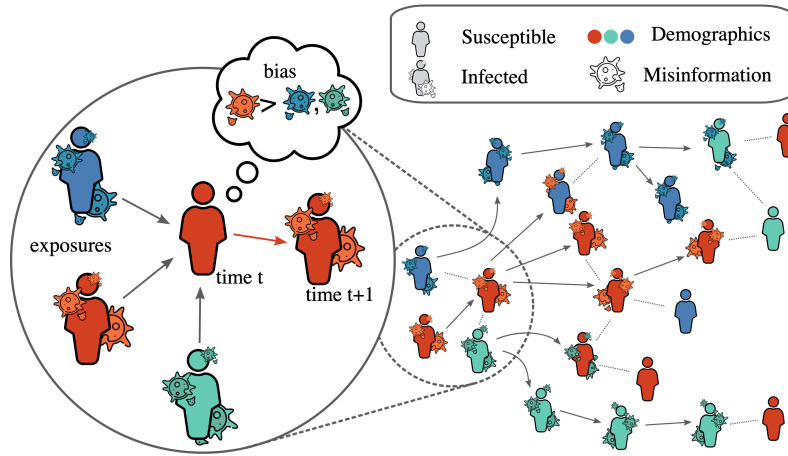 Susceptible
Demographics
Infected
Misinformation
bias
>
,
exposures
time t
time t+1